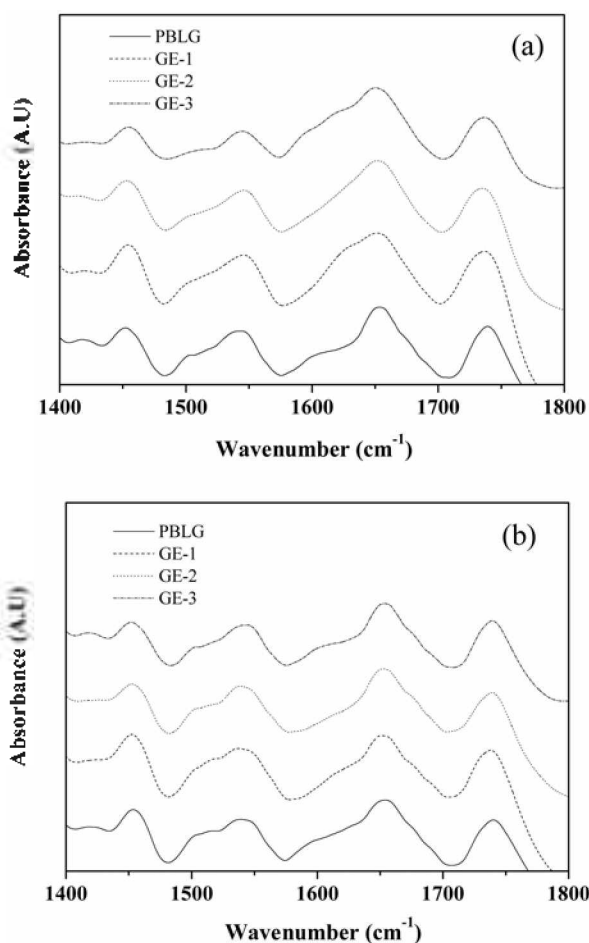 (a)
PBLG
GE-1
GE-2
GE-3
Absorbance (A.U)
1400 1500 1600 1700 1800
Wavenumber (cm⁻¹)
(b)
PBLG
GE-1
GE-2
GE-3
Absorbance (A.U)
1400 1500 1600 1700 1800
Wavenumber (cm⁻¹)